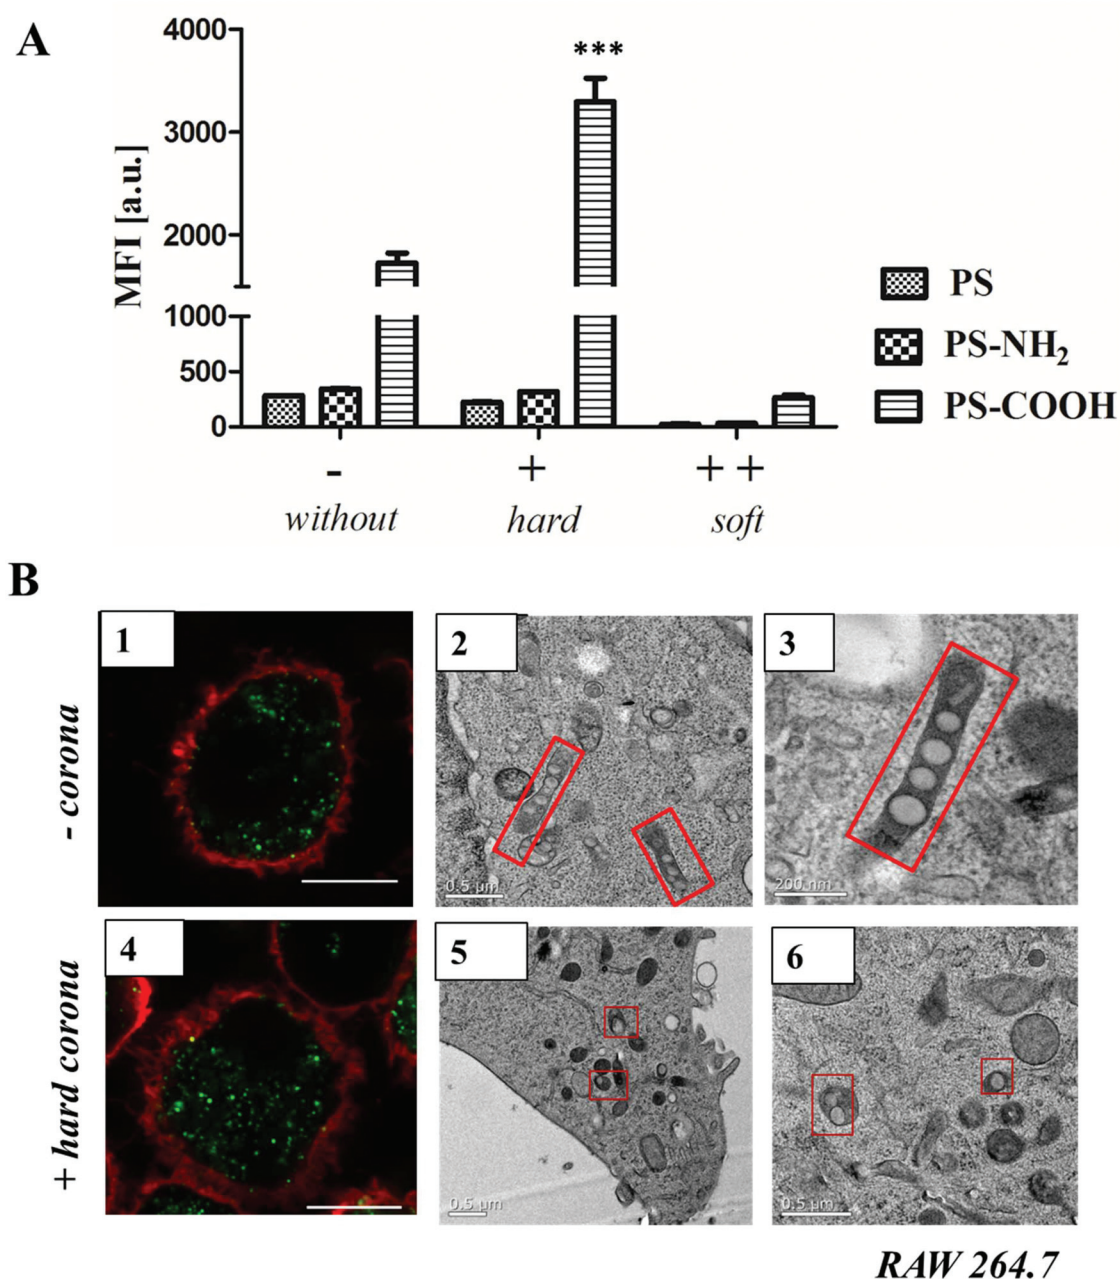 A
4000
***
3000
2000
1000
500
0
MFI [a.u.]
PS
PS-NH₂
PS-COOH
- + ++
without hard soft
B
- corona
1
2
0.5 µm
3
200 nm
+ hard corona
4
5
0.5 µm
6
0.5 µm
RAW 264.7